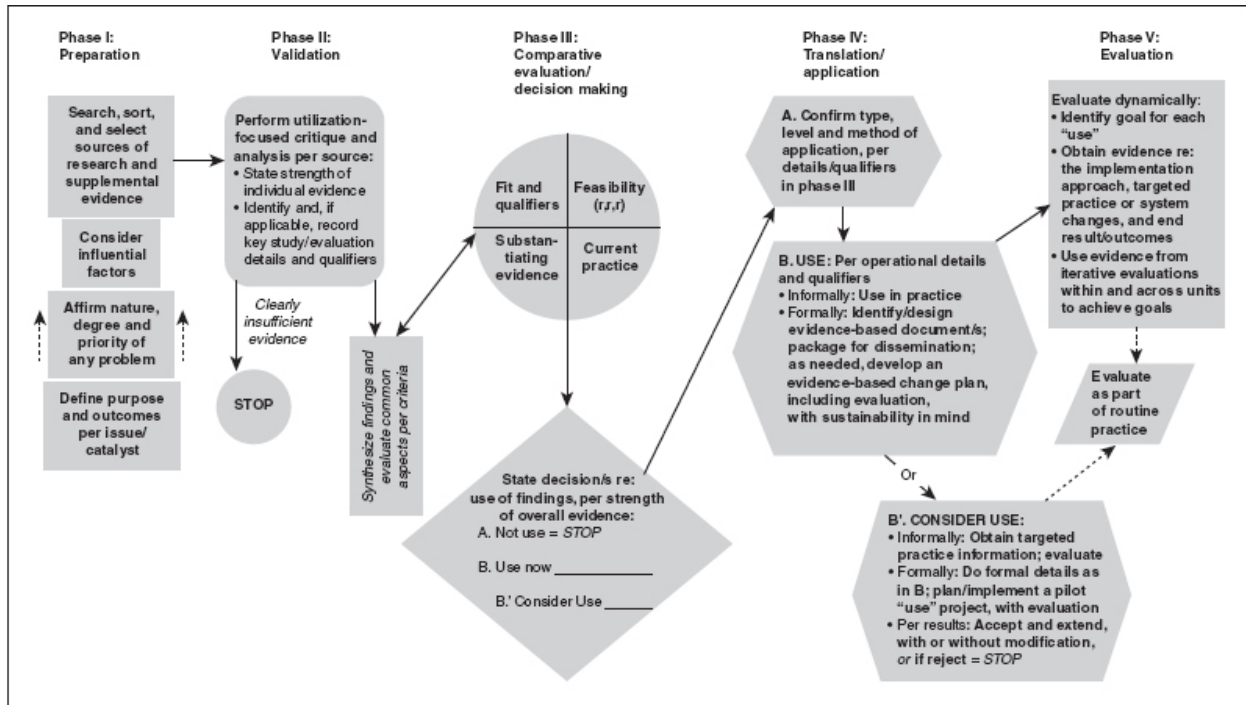 Phase I:
Preparation
Search, sort,
and select
sources of
research and
supplemental
evidence
Consider
influential
factors
Affirm nature,
degree and
priority of
any problem
Define purpose
and outcomes
per issue/
catalyst
Phase II:
Validation
Perform utilization-
focused critique and
analysis per source:
• State strength of
individual evidence
• Identify and, if
applicable, record
key study/evaluation
details and qualifiers
Clearly
insufficient
evidence
STOP
Synthesize findings and
evaluate common
aspects per criteria
Phase III:
Comparative
evaluation/
decision making
Fit and
qualifiers
Feasibility
(r,r,r)
Substan-
tiating
evidence
Current
practice
State decision/s re:
use of findings, per strength
of overall evidence:
A. Not use = STOP
B. Use now ____________
B.' Consider Use _____
Phase IV:
Translation/
application
A. Confirm type,
level and method of
application, per
details/qualifiers
in phase III
B. USE: Per operational details
and qualifiers
• Informally: Use in practice
• Formally: Identify/design
evidence-based document/s;
package for dissemination;
as needed, develop an
evidence-based change plan,
including evaluation,
with sustainability in mind
Or
B'. CONSIDER USE:
• Informally: Obtain targeted
practice information; evaluate
• Formally: Do formal details as
in B; plan/implement a pilot
“use” project, with evaluation
• Per results: Accept and extend,
with or without modification,
or if reject = STOP
Phase V:
Evaluation
Evaluate dynamically:
• Identify goal for each
“use”
• Obtain evidence re:
the implementation
approach, targeted
practice or system
changes, and end
result/outcomes
• Use evidence from
iterative evaluations
within and across units
to achieve goals
Evaluate
as part
of routine
practice